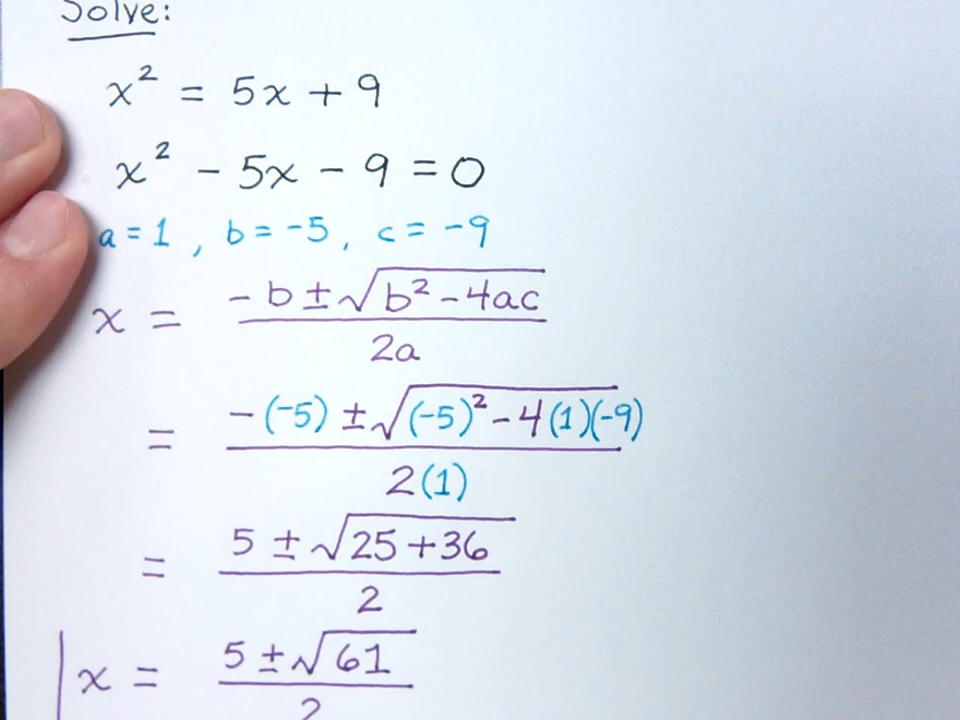 Solve:
x² = 5x + 9
x² - 5x - 9 = 0
a = 1 , b = -5 , c = -9
x = (-b ± √(b² - 4ac)) / 2a
= (-(-5) ± √((-5)² - 4(1)(-9))) / 2(1)
= (5 ± √(25 + 36)) / 2
x = (5 ± √61) / 2